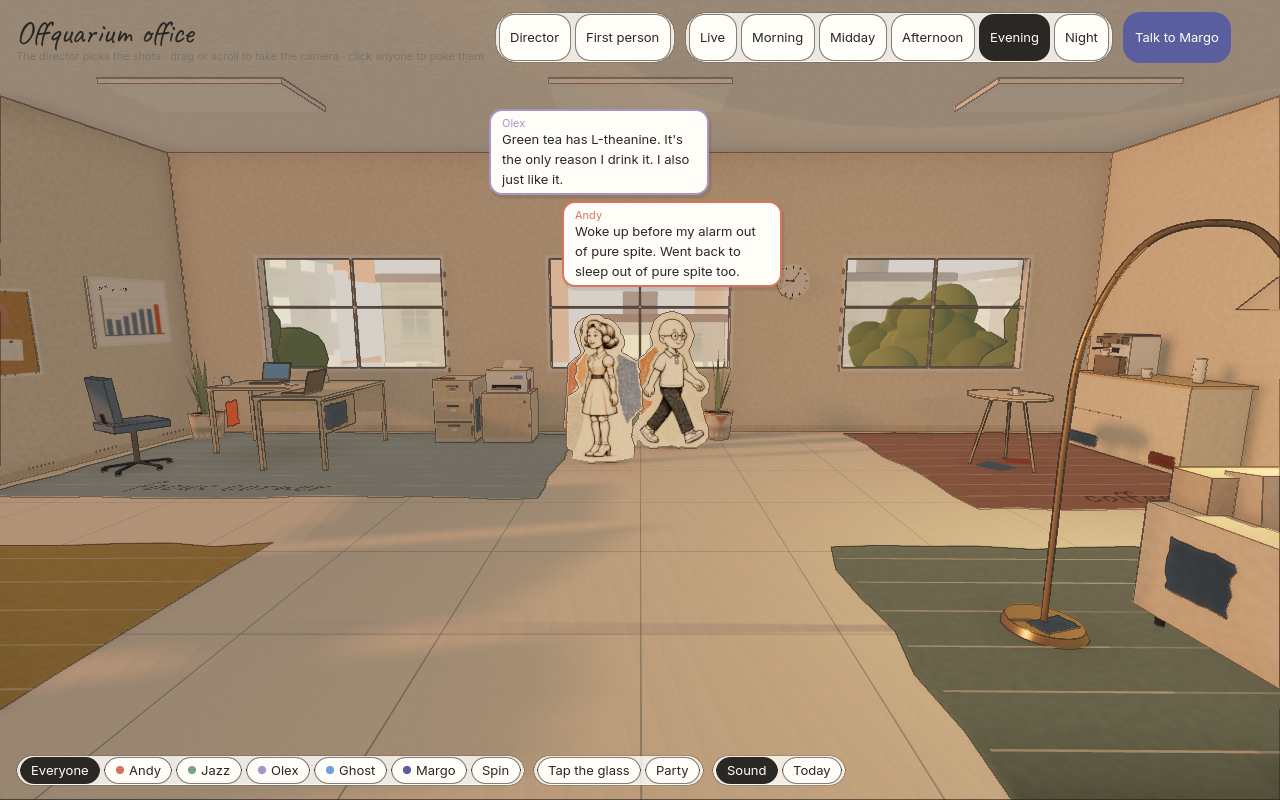 Offquarium office
The director picks the shots · drag or scroll to take the camera · click anyone to poke them
Director
First person
Live
Morning
Midday
Afternoon
Evening
Night
Talk to Margo
Olex
Green tea has L-theanine. It's
the only reason I drink it. I also
just like it.
Andy
Woke up before my alarm out
of pure spite. Went back to
sleep out of pure spite too.
Everyone
Andy
Jazz
Olex
Ghost
Margo
Spin
Tap the glass
Party
Sound
Today